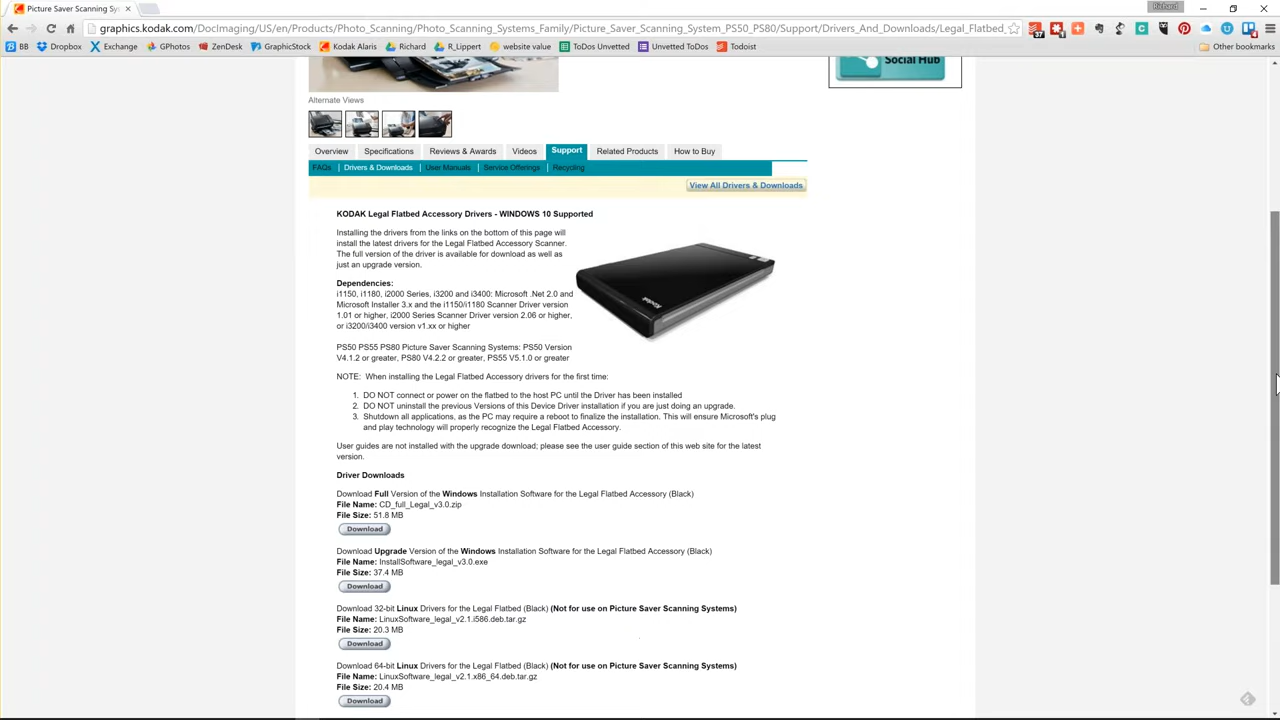 Picture Saver Scanning Sys
Richard
graphics.kodak.com/DocImaging/US/en/Products/Photo_Scanning/Photo_Scanning_Systems_Family/Picture_Saver_Scanning_System_PS50_PS80/Support/Drivers_And_Downloads/Legal_Flatbed_
BB Dropbox Exchange GPhotos ZenDesk GraphicStock Kodak Alaris Richard R_Lippert website value ToDos Unvetted Unvetted ToDos Todoist Other bookmarks
Social Hub
Alternate Views
Overview Specifications Reviews & Awards Videos Support Related Products How to Buy
FAQs | Drivers & Downloads | User Manuals | Service Offerings | Recycling
View All Drivers & Downloads
KODAK Legal Flatbed Accessory Drivers - WINDOWS 10 Supported
Installing the drivers from the links on the bottom of this page will
install the latest drivers for the Legal Flatbed Accessory Scanner.
The full version of the driver is available for download as well as
just an upgrade version.
Dependencies:
i1150, i1180, i2000 Series, i3200 and i3400: Microsoft .Net 2.0 and
Microsoft Installer 3.x and the i1150/i1180 Scanner Driver version
1.01 or higher, i2000 Series Scanner Driver version 2.06 or higher,
or i3200/i3400 version v1.xx or higher
Kodak
PS50 PS55 PS80 Picture Saver Scanning Systems: PS50 Version
V4.1.2 or greater, PS80 V4.2.2 or greater, PS55 V5.1.0 or greater
NOTE: When installing the Legal Flatbed Accessory drivers for the first time:
1. DO NOT connect or power on the flatbed to the host PC until the Driver has been installed
2. DO NOT uninstall the previous Versions of this Device Driver installation if you are just doing an upgrade.
3. Shutdown all applications, as the PC may require a reboot to finalize the installation. This will ensure Microsoft's plug
and play technology will properly recognize the Legal Flatbed Accessory.
User guides are not installed with the upgrade download; please see the user guide section of this web site for the latest
version.
Driver Downloads
Download Full Version of the Windows Installation Software for the Legal Flatbed Accessory (Black)
File Name: CD_full_Legal_v3.0.zip
File Size: 51.8 MB
Download
Download Upgrade Version of the Windows Installation Software for the Legal Flatbed Accessory (Black)
File Name: InstallSoftware_legal_v3.0.exe
File Size: 37.4 MB
Download
Download 32-bit Linux Drivers for the Legal Flatbed (Black) (Not for use on Picture Saver Scanning Systems)
File Name: LinuxSoftware_legal_v2.1.i586.deb.tar.gz
File Size: 20.3 MB
Download
Download 64-bit Linux Drivers for the Legal Flatbed (Black) (Not for use on Picture Saver Scanning Systems)
File Name: LinuxSoftware_legal_v2.1.x86_64.deb.tar.gz
File Size: 20.4 MB
Download